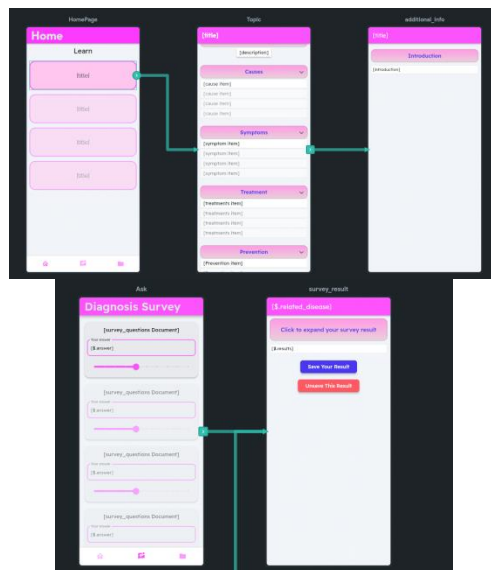 HomePage
Home
Learn
[title]
[title]
[title]
[title]
Topic
[title]
[description]
Causes
[cause item]
[cause item]
[cause item]
[cause item]
Symptoms
[symptom item]
[symptom item]
[symptom item]
[symptom item]
Treatment
[treatments item]
[treatments item]
[treatments item]
[treatments item]
Prevention
[Prevention item]
additional_info
[title]
Introduction
[introduction]
Ask
Diagnosis Survey
[survey_questions Document]
Your Answer
[$.answer]
[survey_questions Document]
[$.answer]
[survey_questions Document]
[$.answer]
[survey_questions Document]
[$.answer]
survey_result
[$.related_disease]
Click to expand your survey result
[$.results]
Save Your Result
Unsave This Result